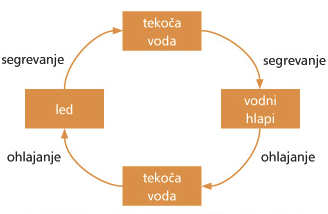 tekoča
voda
segrevanje
segrevanje
led
vodni
hlapi
ohlajanje
ohlajanje
tekoča
voda